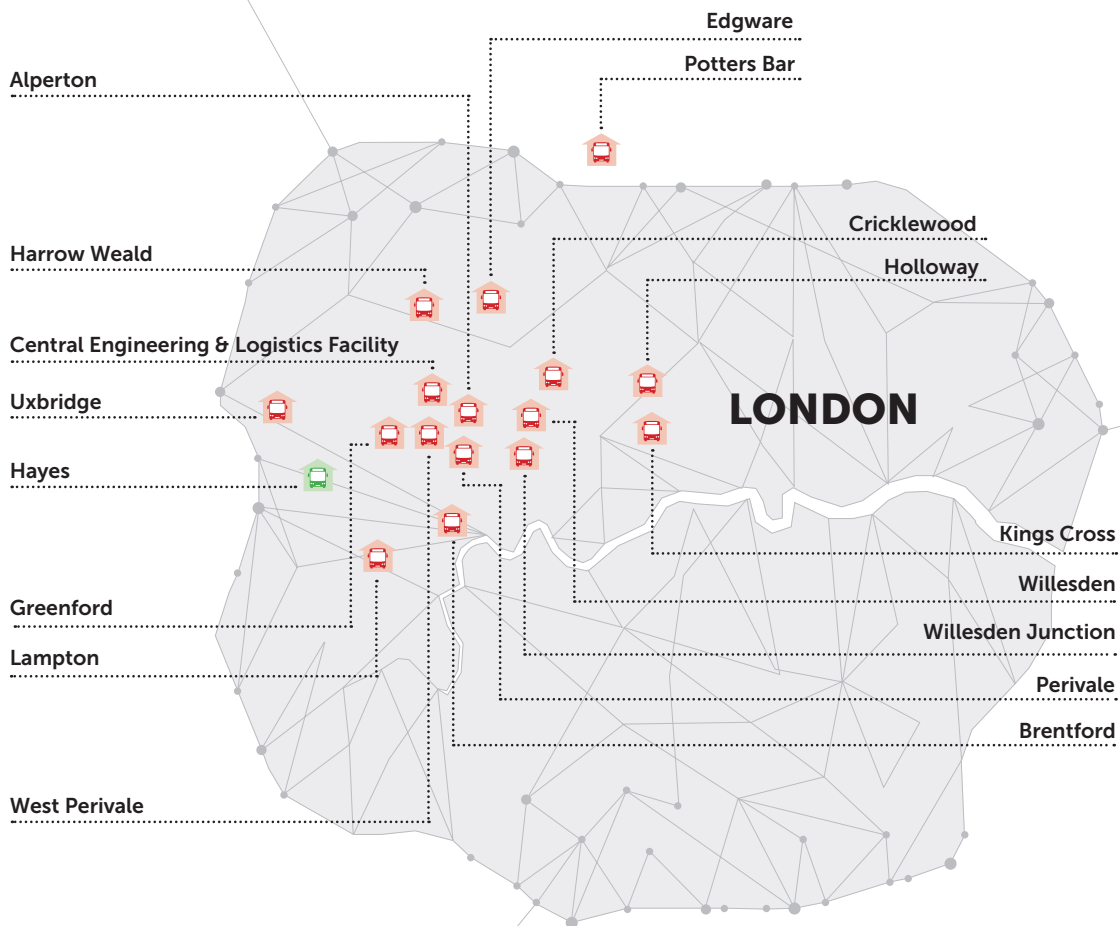 Edgware
Potters Bar
Alperton
Cricklewood
Harrow Weald
Holloway
Central Engineering & Logistics Facility
Uxbridge
LONDON
Hayes
Kings Cross
Willesden
Greenford
Willesden Junction
Lampton
Perivale
Brentford
West Perivale